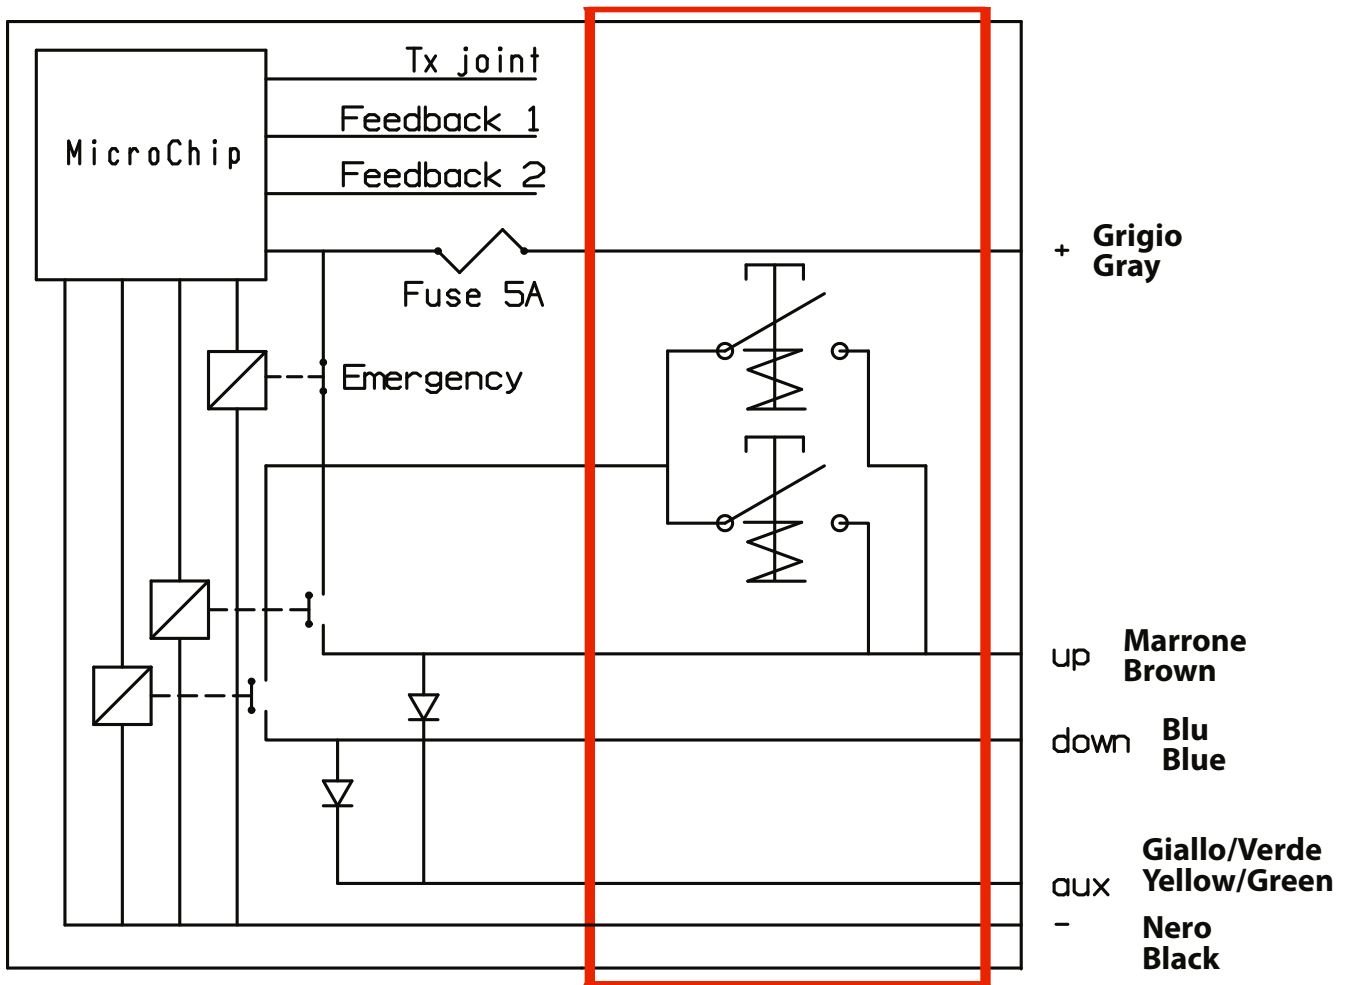 Tx joint
Feedback 1
MicroChip
Feedback 2
+ Grigio
Gray
Fuse 5A
Emergency
up Marrone
Brown
down Blu
Blue
Giallo/Verde
aux Yellow/Green
- Nero
Black